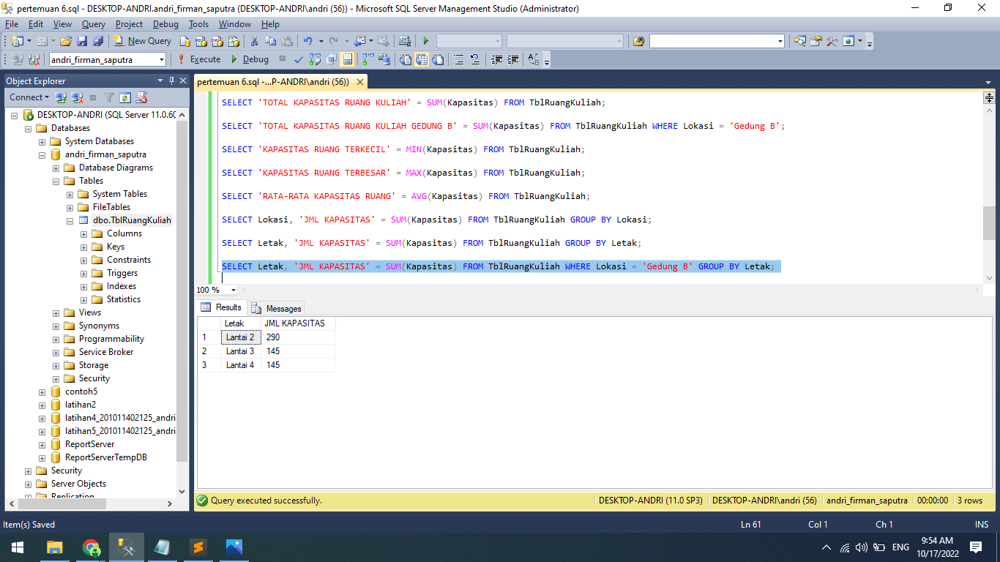 pertemuan 6.sql - DESKTOP-ANDRI.andri_firman_saputra (DESKTOP-ANDRI\andri (56)) - Microsoft SQL Server Management Studio (Administrator)
File Edit View Query Project Debug Tools Window Help
New Query
andri_firman_saputra Execute Debug
Object Explorer
Connect
DESKTOP-ANDRI (SQL Server 11.0.60
Databases
System Databases
andri_firman_saputra
Database Diagrams
Tables
System Tables
FileTables
dbo.TblRuangKuliah
Columns
Keys
Constraints
Triggers
Indexes
Statistics
Views
Synonyms
Programmability
Service Broker
Storage
Security
contoh5
latihan2
latihan4_201011402125_andri
latihan5_201011402125_andri
ReportServer
ReportServerTempDB
Security
Server Objects
Replication
pertemuan 6.sql -...P-ANDRI\andri (56))
SELECT 'TOTAL KAPASITAS RUANG KULIAH' = SUM(Kapasitas) FROM TblRuangKuliah;
SELECT 'TOTAL KAPASITAS RUANG KULIAH GEDUNG B' = SUM(Kapasitas) FROM TblRuangKuliah WHERE Lokasi = 'Gedung B';
SELECT 'KAPASITAS RUANG TERKECIL' = MIN(Kapasitas) FROM TblRuangKuliah;
SELECT 'KAPASITAS RUANG TERBESAR' = MAX(Kapasitas) FROM TblRuangKuliah;
SELECT 'RATA-RATA KAPASITAS RUANG' = AVG(Kapasitas) FROM TblRuangKuliah;
SELECT Lokasi, 'JML KAPASITAS' = SUM(Kapasitas) FROM TblRuangKuliah GROUP BY Lokasi;
SELECT Letak, 'JML KAPASITAS' = SUM(Kapasitas) FROM TblRuangKuliah GROUP BY Letak;
SELECT Letak, 'JML KAPASITAS' = SUM(Kapasitas) FROM TblRuangKuliah WHERE Lokasi = 'Gedung B' GROUP BY Letak;
100 %
Results Messages
Letak JML KAPASITAS
1 Lantai 2 290
2 Lantai 3 145
3 Lantai 4 145
Query executed successfully. DESKTOP-ANDRI (11.0 SP3) DESKTOP-ANDRI\andri (56) andri_firman_saputra 00:00:00 3 rows
Item(s) Saved Ln 61 Col 1 Ch 1 INS
ENG
9:54 AM
10/17/2022